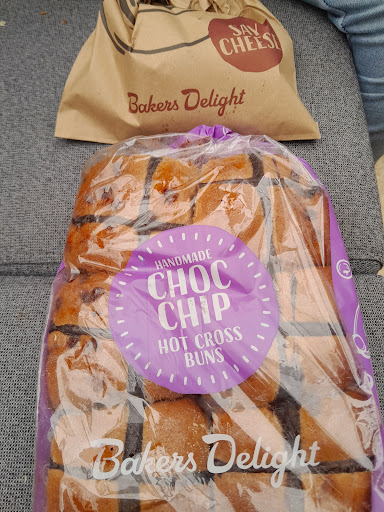 SAY
CHEESE
Bakers Delight
HANDMADE
CHOC
CHIP
HOT CROSS
BUNS
Bakers Delight